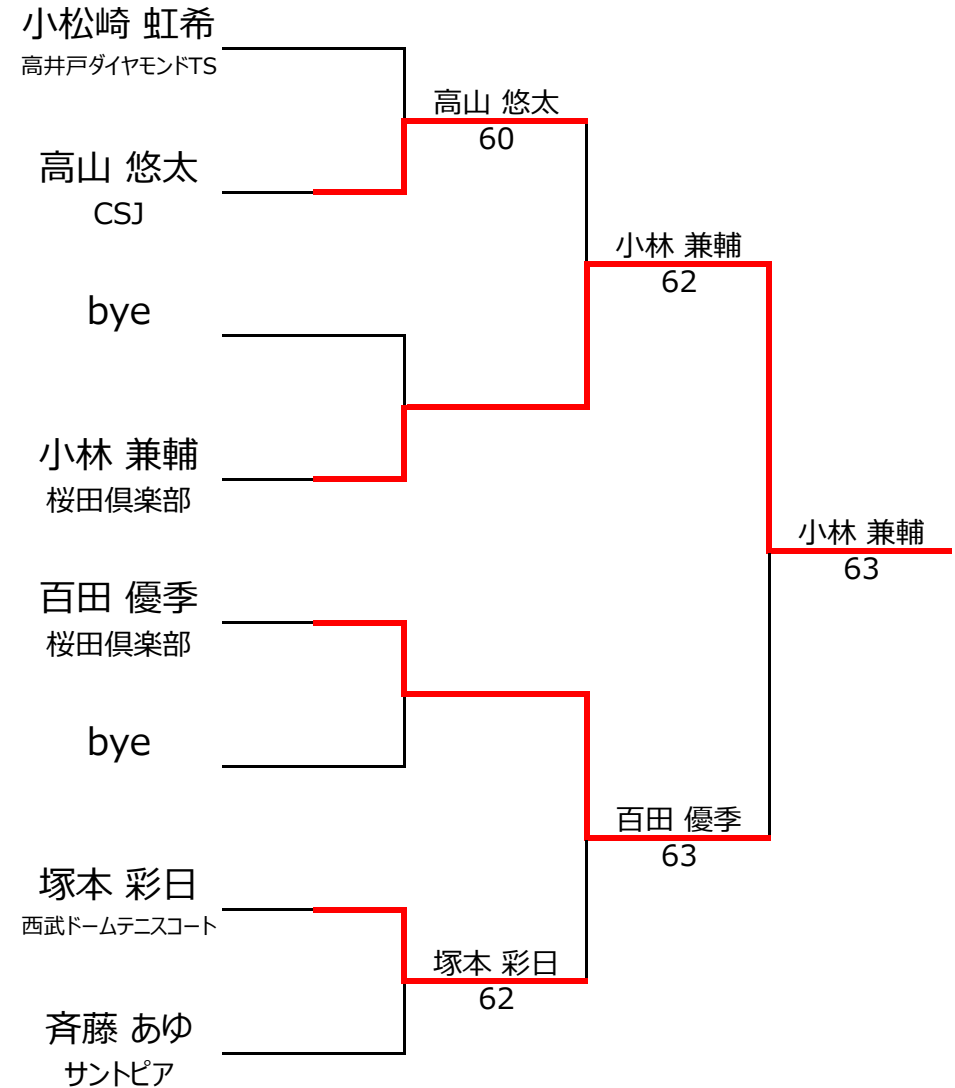 小松崎 虹希
高井戸ダイヤモンドTS
高山 悠太
60
高山 悠太
CSJ
小林 兼輔
62
bye
小林 兼輔
桜田倶楽部
小林 兼輔
63
百田 優季
桜田倶楽部
bye
百田 優季
63
塚本 彩日
西武ドームテニスコート
塚本 彩日
62
斉藤 あゆ
サントピア